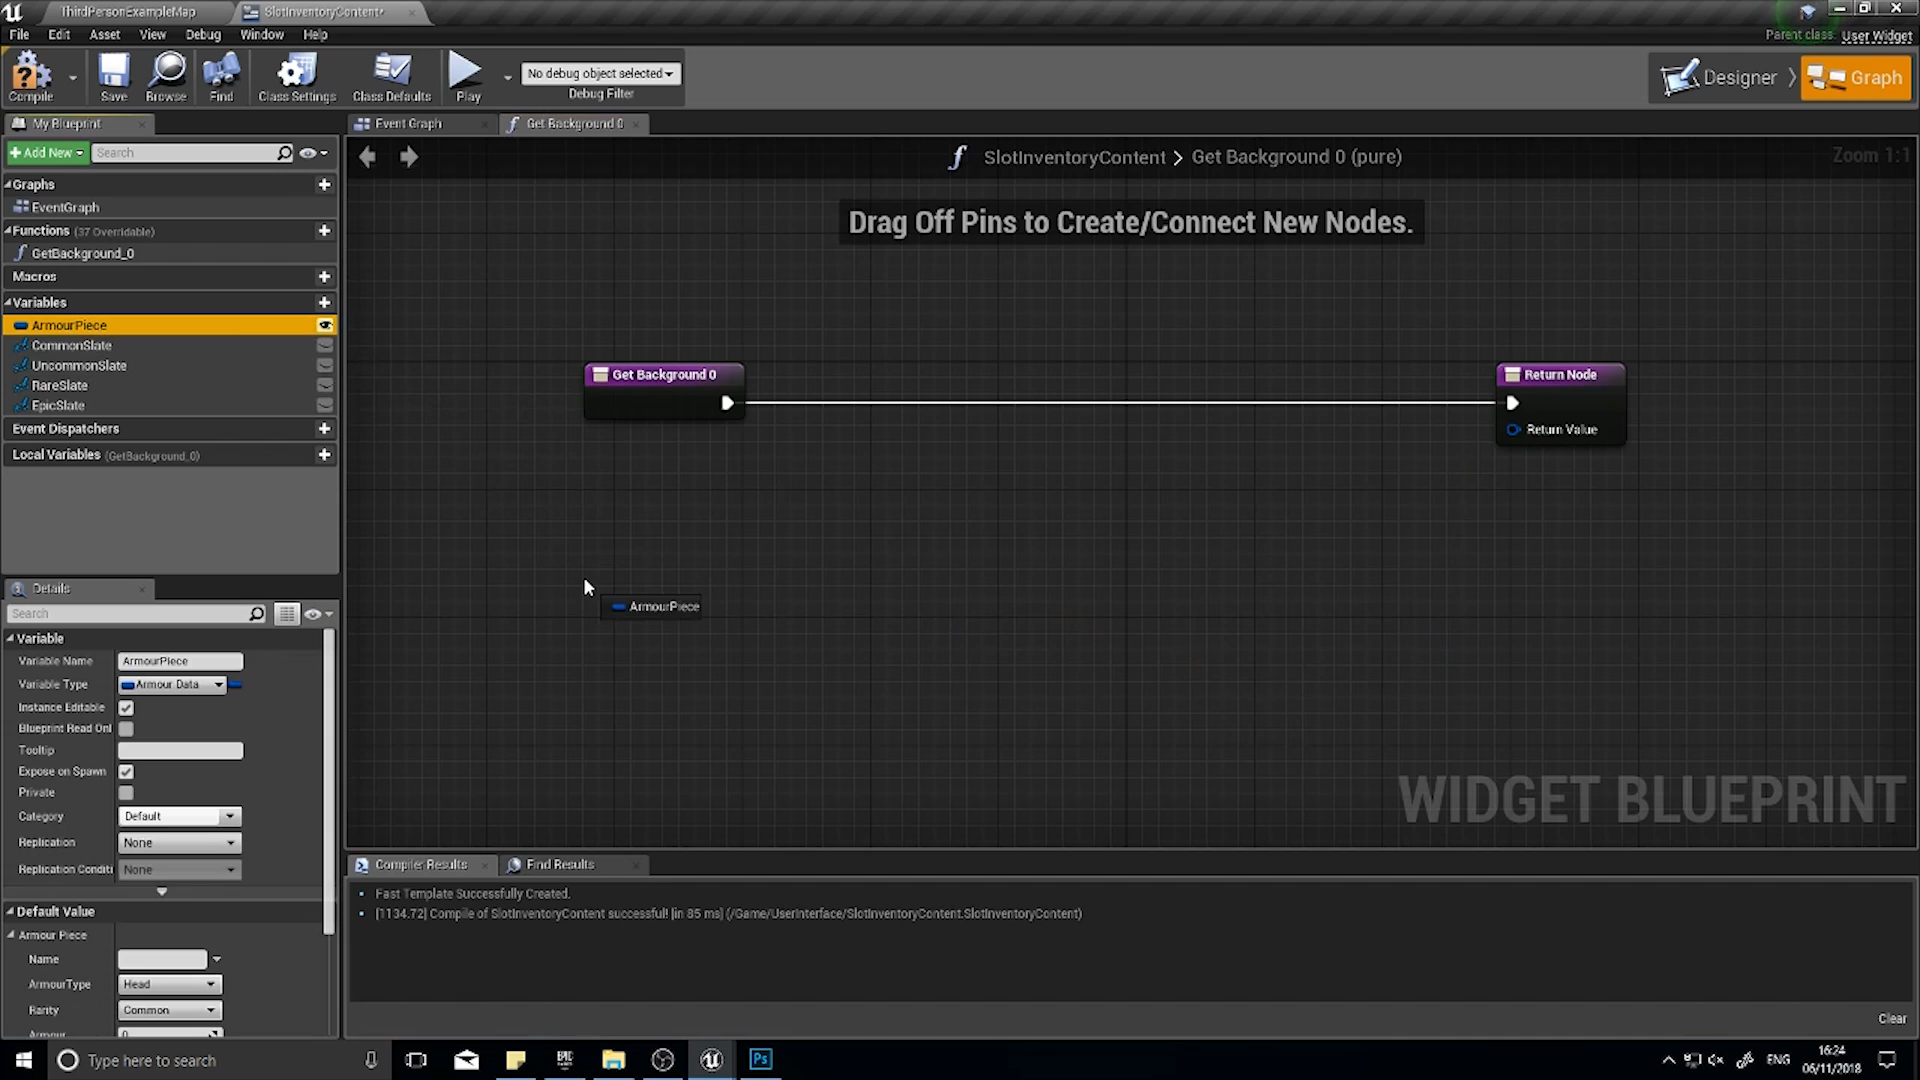 ThirdPersonExampleMap
SlotInventoryContent*
File Edit Asset View Debug Window Help
Parent class: User Widget
Compile
Save
Browse
Find
Class Settings
Class Defaults
Play
No debug object selected
Debug Filter
Designer
Graph
My Blueprint
Event Graph
Get Background 0
+ Add New
Search
SlotInventoryContent > Get Background 0 (pure)
Zoom 1:1
Graphs
EventGraph
Functions (37 Overridable)
GetBackground_0
Macros
Variables
ArmourPiece
CommonSlate
UncommonSlate
RareSlate
EpicSlate
Event Dispatchers
Local Variables (GetBackground_0)
Drag Off Pins to Create/Connect New Nodes.
Get Background 0
Return Node
Return Value
ArmourPiece
WIDGET BLUEPRINT
Details
Search
Variable
Variable Name ArmourPiece
Variable Type Armour Data
Instance Editable
Blueprint Read Onl
Tooltip
Expose on Spawn
Private
Category Default
Replication None
Replication Conditi None
Default Value
Armour Piece
Name
ArmourType Head
Rarity Common
Armour 0
Compiler Results
Find Results
Fast Template Successfully Created.
[1134.72] Compile of SlotInventoryContent successful! [in 85 ms] (/Game/UserInterface/SlotInventoryContent.SlotInventoryContent)
Clear
Type here to search
EPIC GAMES
Ps
ENG
16:24
06/11/2018